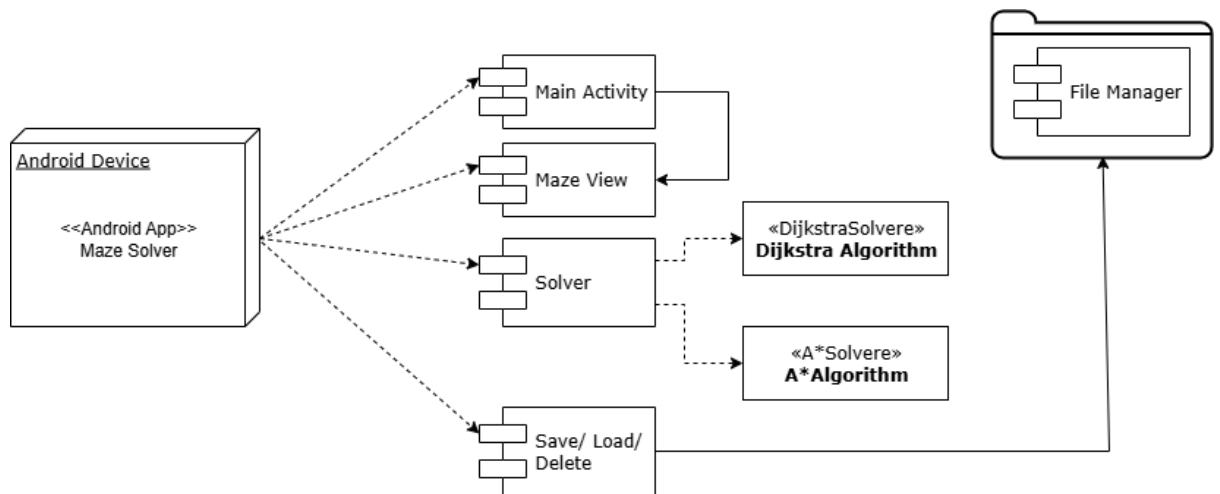 Android Device
<<Android App>>
Maze Solver
Main Activity
Maze View
Solver
Save/ Load/
Delete
«DijkstraSolvere»
Dijkstra Algorithm
«A*Solvere»
A*Algorithm
File Manager